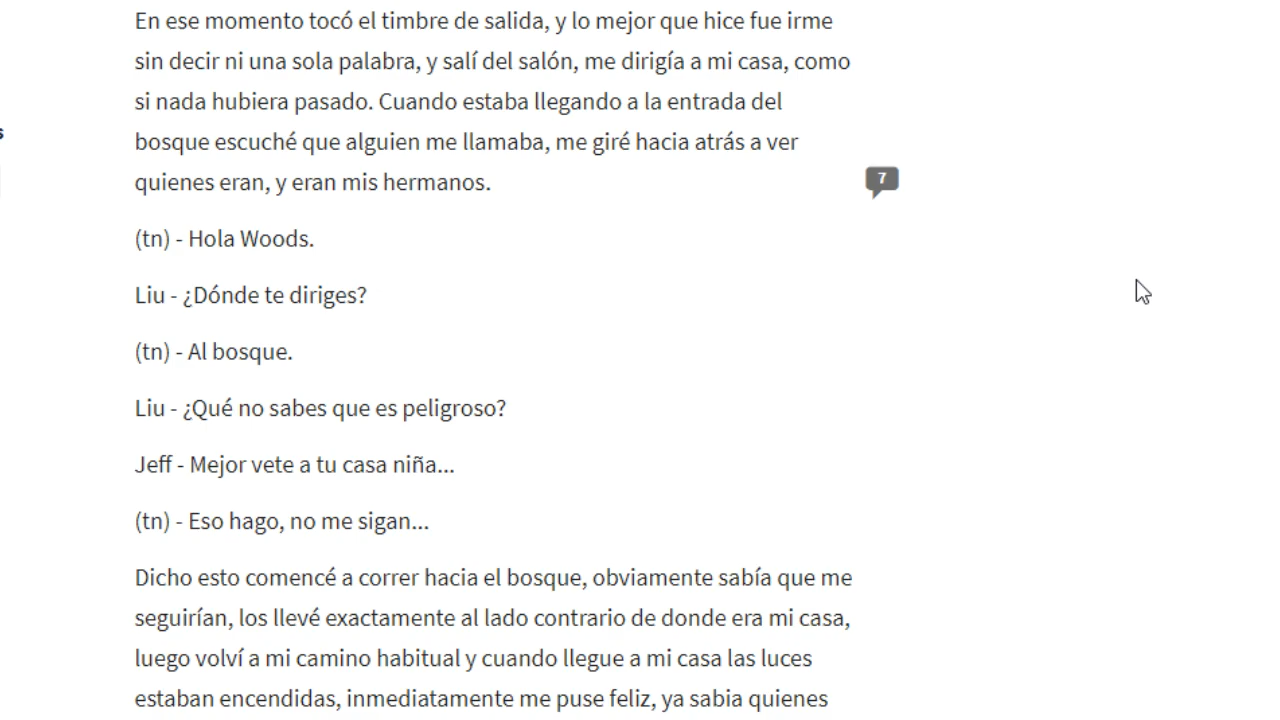 En ese momento tocó el timbre de salida, y lo mejor que hice fue irme
sin decir ni una sola palabra, y salí del salón, me dirigía a mi casa, como
si nada hubiera pasado. Cuando estaba llegando a la entrada del
bosque escuché que alguien me llamaba, me giré hacia atrás a ver
s
quienes eran, y eran mis hermanos.
7
(tn) - Hola Woods.
Liu - ¿Dónde te diriges?
(tn) - Al bosque.
Liu - ¿Qué no sabes que es peligroso?
Jeff - Mejor vete a tu casa niña...
(tn) - Eso hago, no me sigan...
Dicho esto comencé a correr hacia el bosque, obviamente sabía que me
seguirían, los llevé exactamente al lado contrario de donde era mi casa,
luego volví a mi camino habitual y cuando llegue a mi casa las luces
estaban encendidas, inmediatamente me puse feliz, ya sabia quienes